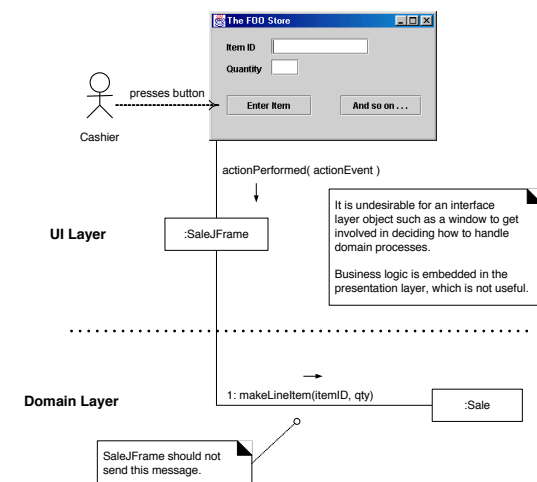 The FOO Store
Item ID
Quantity
presses button
Enter Item
And so on . . .
Cashier
actionPerformed( actionEvent )
It is undesirable for an interface
layer object such as a window to get
involved in deciding how to handle
domain processes.
Business logic is embedded in the
presentation layer, which is not useful.
UI Layer
:SaleJFrame
1: makeLineItem(itemID, qty)
Domain Layer
:Sale
SaleJFrame should not
send this message.